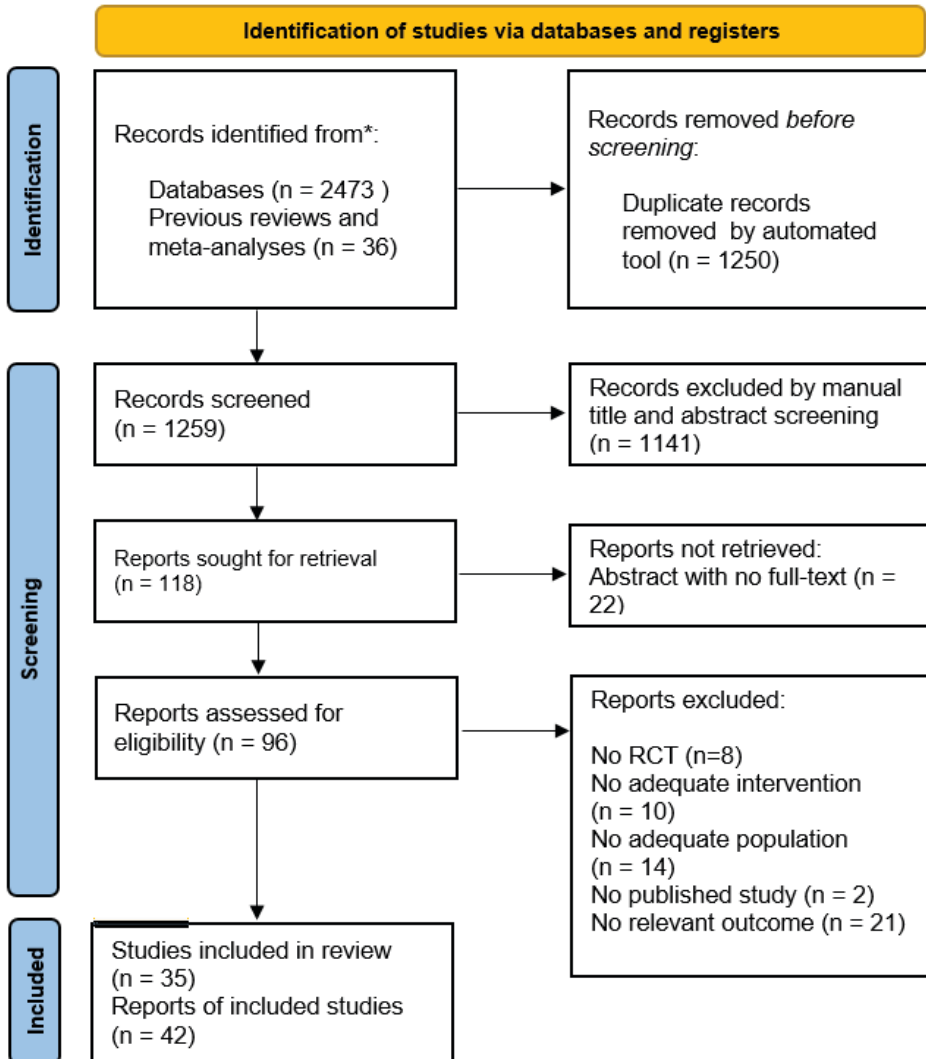 Identification of studies via databases and registers
Identification
Records identified from*:
Databases (n = 2473 )
Previous reviews and
meta-analyses (n = 36)
Records removed before
screening:
Duplicate records
removed  by automated
tool (n = 1250)
Screening
Records screened
(n = 1259)
Records excluded by manual
title and abstract screening
(n = 1141)
Reports sought for retrieval
(n = 118)
Reports not retrieved:
Abstract with no full-text (n =
22)
Reports assessed for
eligibility (n = 96)
Reports excluded:
No RCT (n=8)
No adequate intervention
(n = 10)
No adequate population
(n = 14)
No published study (n = 2)
No relevant outcome (n = 21)
Included
Studies included in review
(n = 35)
Reports of included studies
(n = 42)